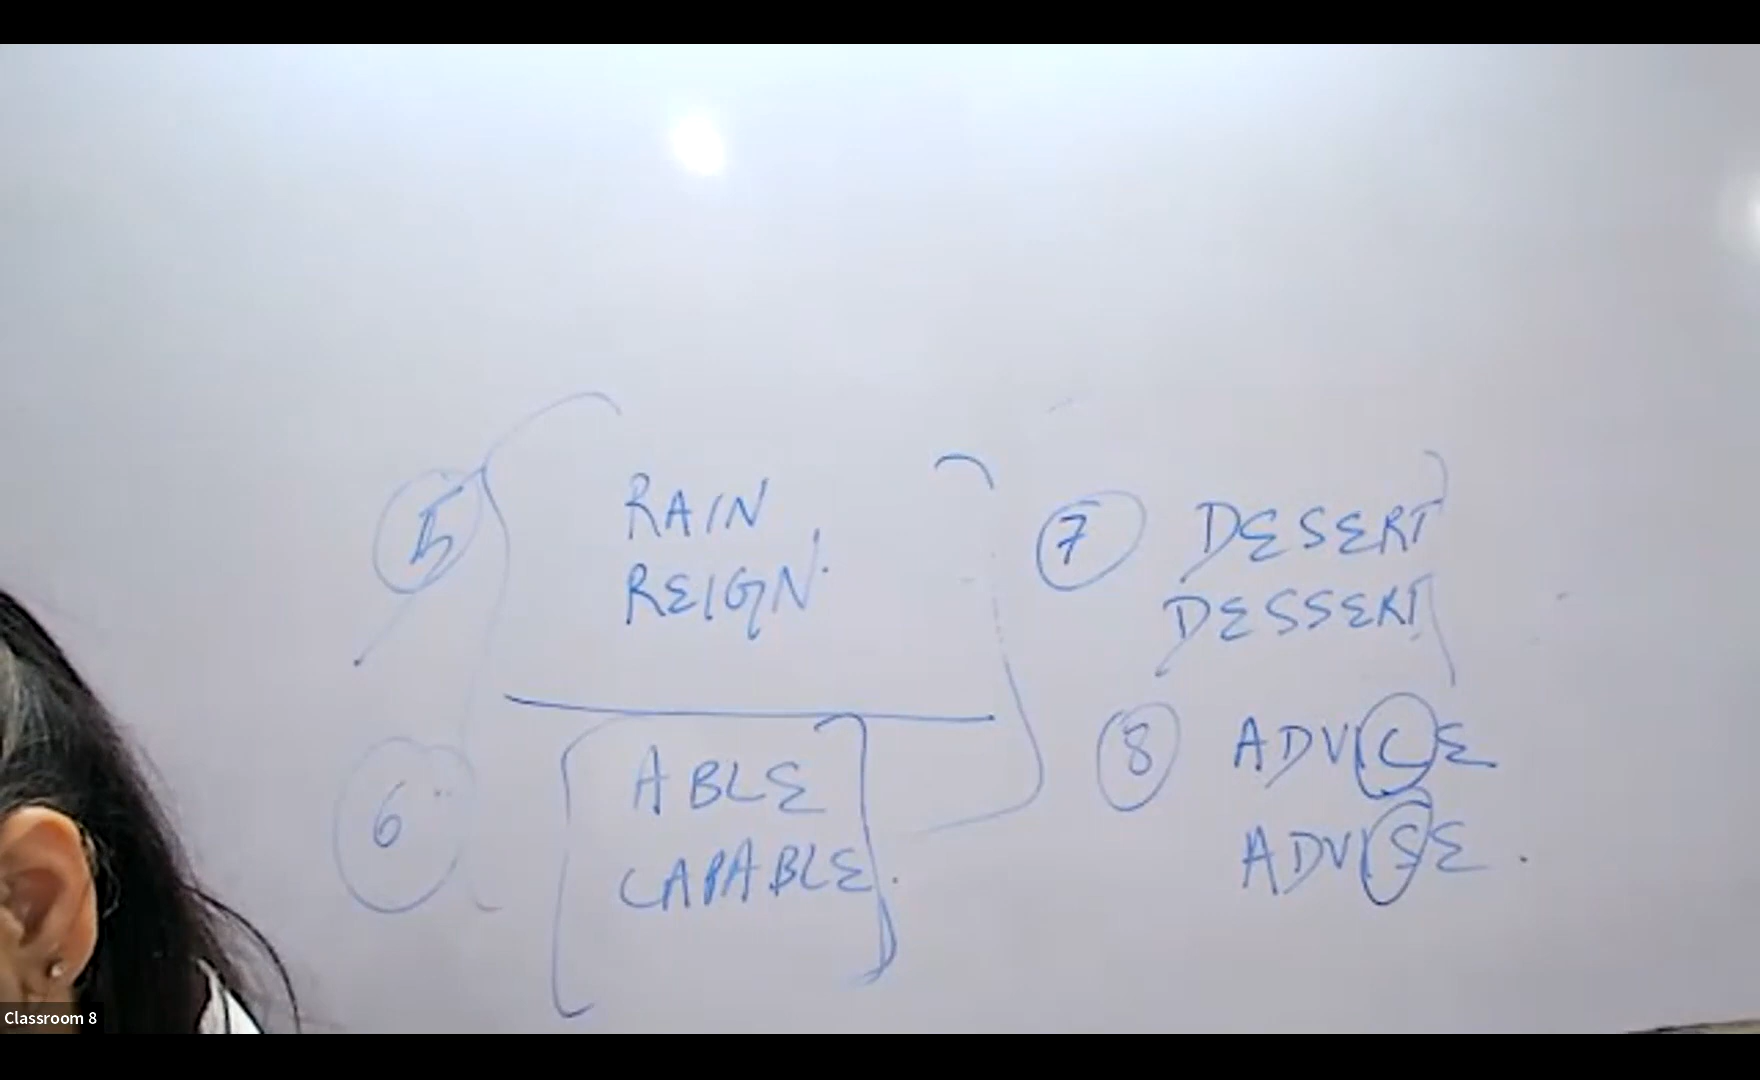 5 RAIN
REIGN.
6 ABLE
CAPABLE.
7 DESERT
DESSERT
8 ADVICE
ADVISE.
Classroom 8